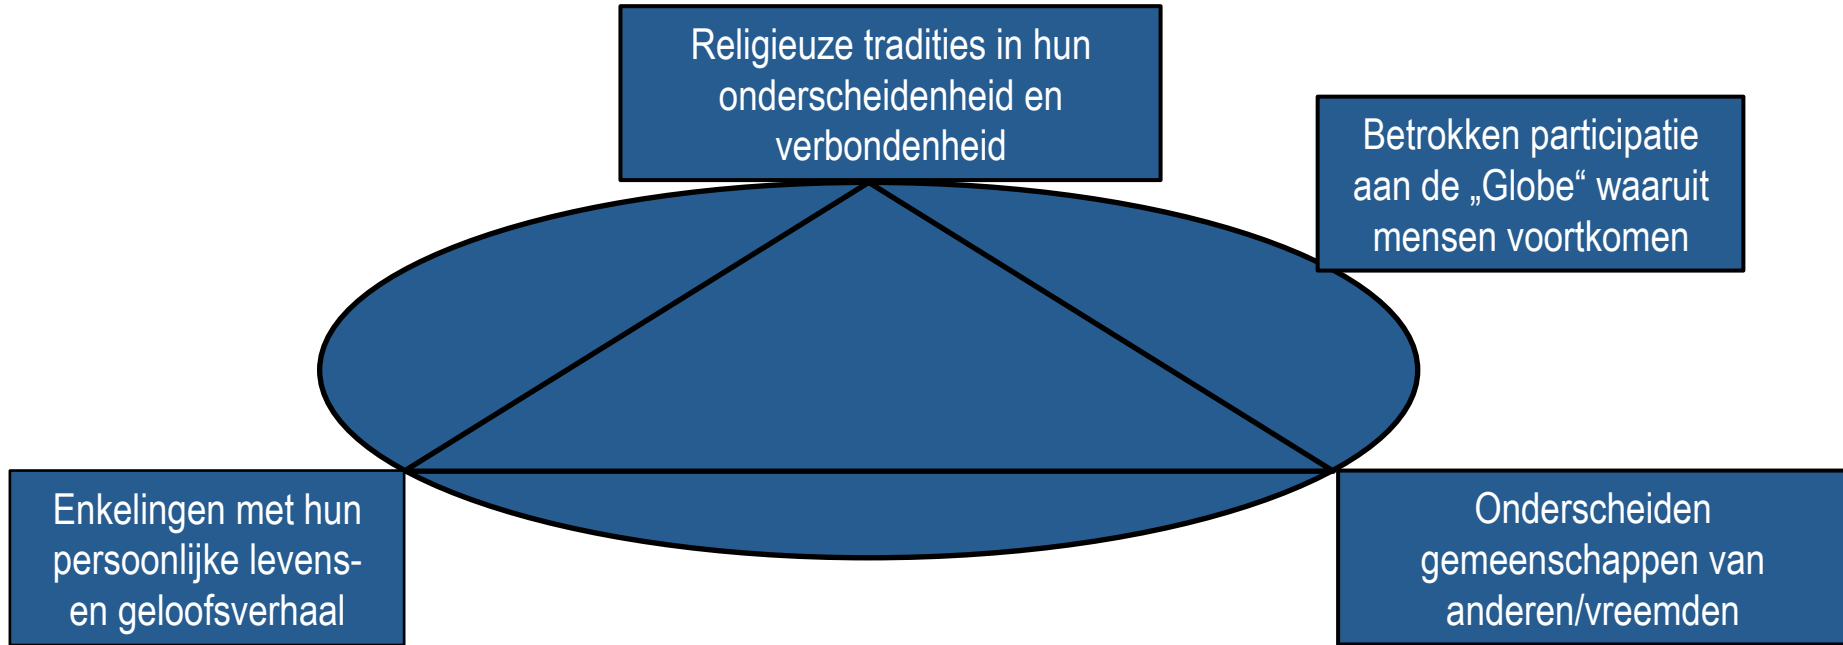 Religieuze tradities in hun
onderscheidenheid en
verbondenheid
Betrokken participatie
aan de „Globe“ waaruit
mensen voortkomen
Enkelingen met hun
persoonlijke levens-
en geloofsverhaal
Onderscheiden
gemeenschappen van
anderen/vreemden